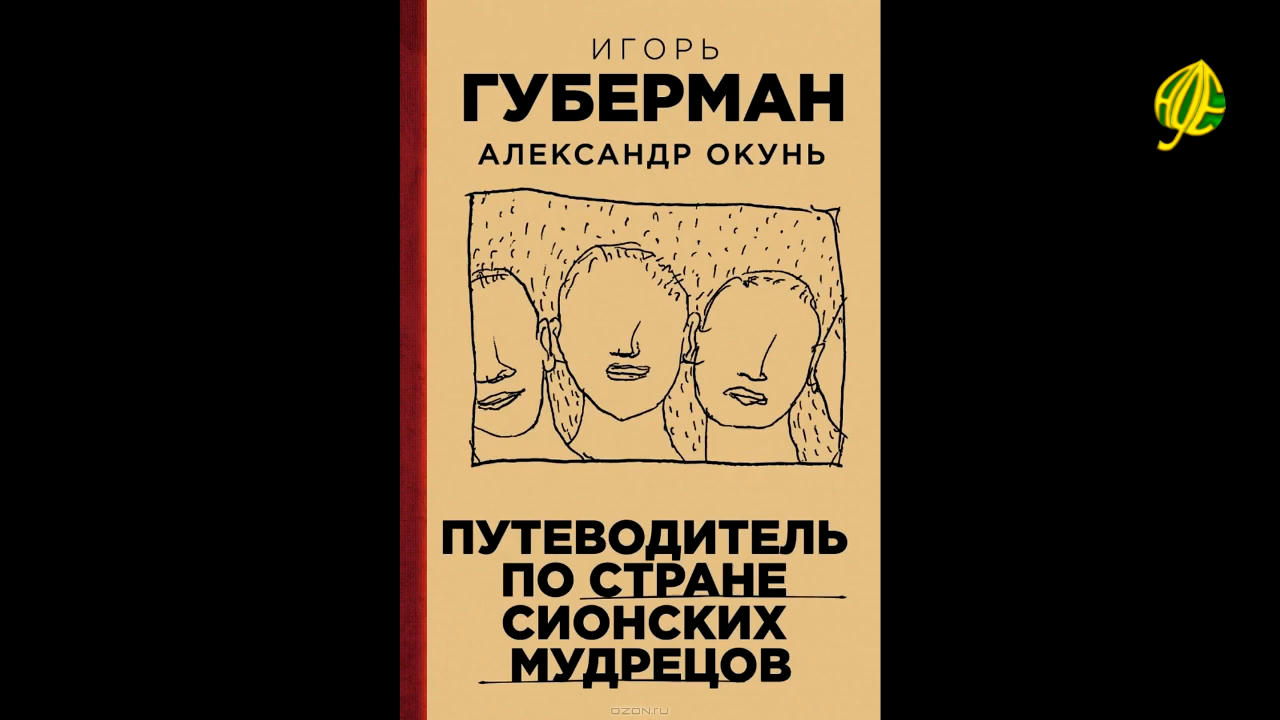 ИГОРЬ
ГУБЕРМАН
АЛЕКСАНДР ОКУНЬ
ПУТЕВОДИТЕЛЬ
ПО СТРАНЕ
СИОНСКИХ
МУДРЕЦОВ
ozon.ru